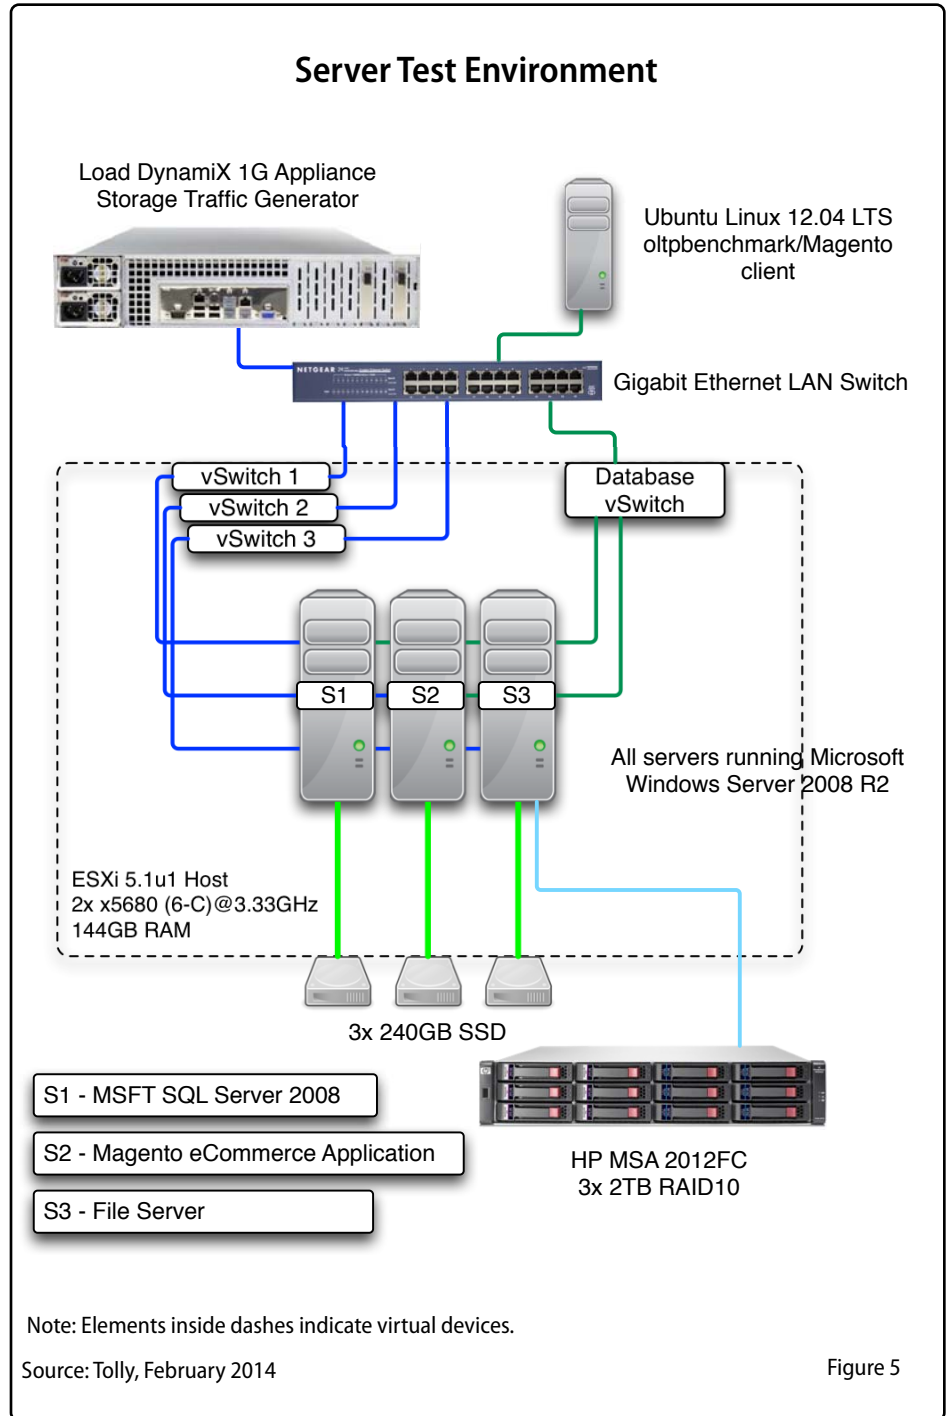 Server Test Environment
Load DynamiX 1G Appliance
Storage Traffic Generator
Ubuntu Linux 12.04 LTS
oltpbenchmark/Magento
client
NETGEAR
Gigabit Ethernet LAN Switch
vSwitch 1
vSwitch 2
vSwitch 3
Database
vSwitch
S1
S2
S3
All servers running Microsoft
Windows Server 2008 R2
ESXi 5.1u1 Host
2x x5680 (6-C)@3.33GHz
144GB RAM
3x 240GB SSD
S1 - MSFT SQL Server 2008
S2 - Magento eCommerce Application
S3 - File Server
HP MSA 2012FC
3x 2TB RAID10
Note: Elements inside dashes indicate virtual devices.
Source: Tolly, February 2014
Figure 5